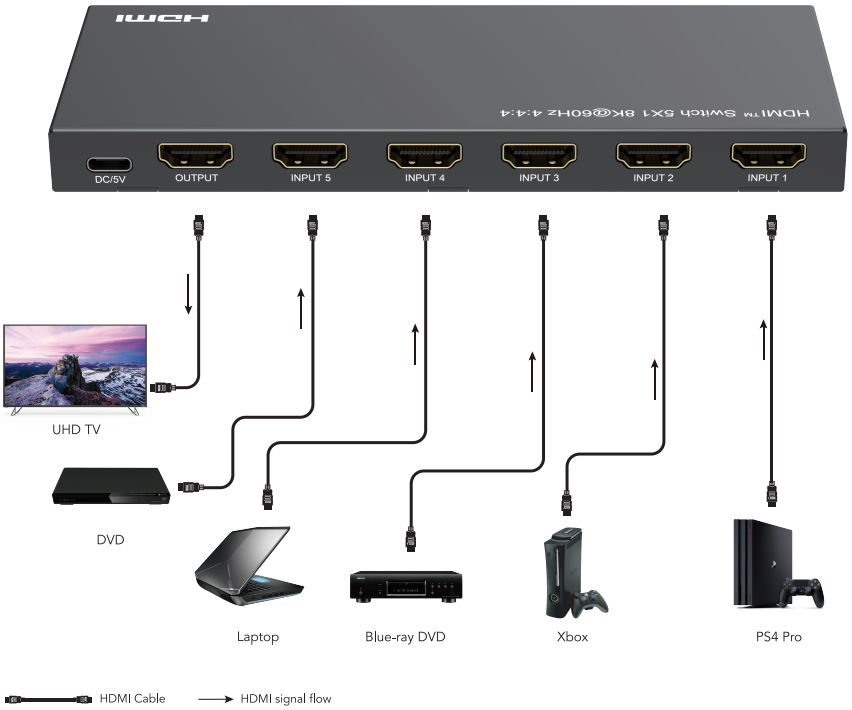 HDMI
HDMI™ Switch 5X1 8K@60Hz 4:4:4
DC/5V
OUTPUT
INPUT 5
INPUT 4
INPUT 3
INPUT 2
INPUT 1
UHD TV
DVD
Laptop
Blue-ray DVD
Xbox
PS4 Pro
HDMI Cable
HDMI signal flow